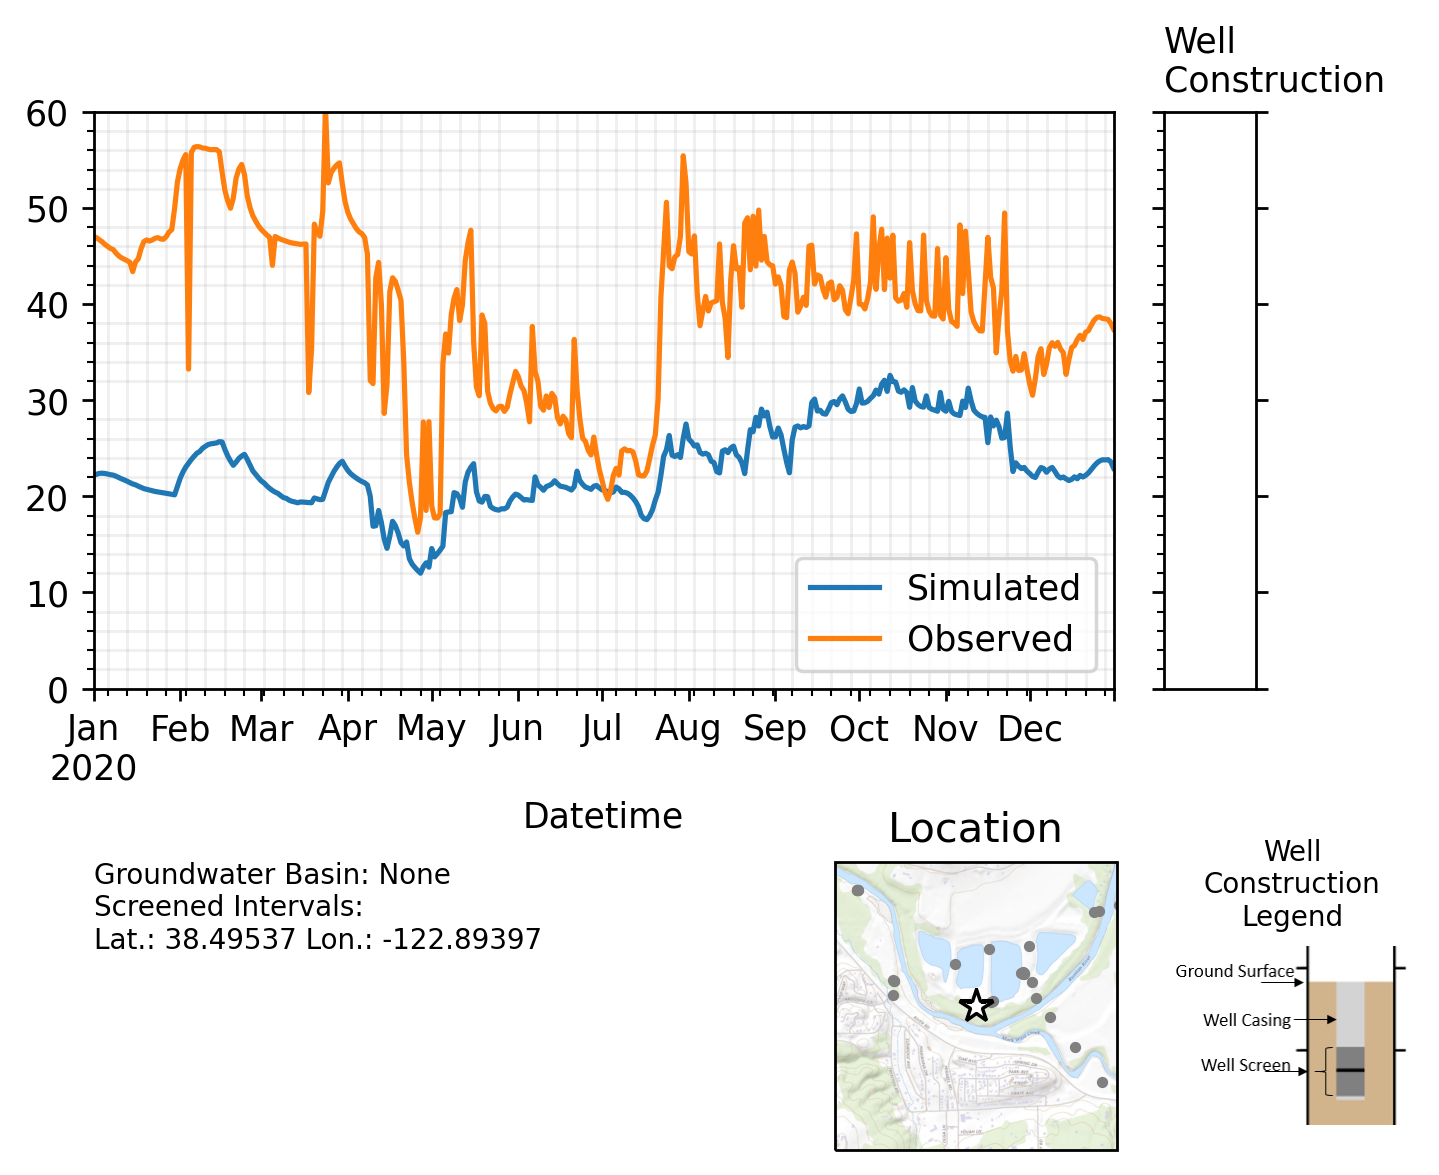 Well
Construction
60
50
40
30
20
10
0
Simulated
Observed
Jan Feb Mar Apr May Jun Jul Aug Sep Oct Nov Dec
2020
Datetime
Groundwater Basin: None
Screened Intervals:
Lat.: 38.49537 Lon.: -122.89397
Location
Well
Construction
Legend
Ground Surface
Well Casing
Well Screen